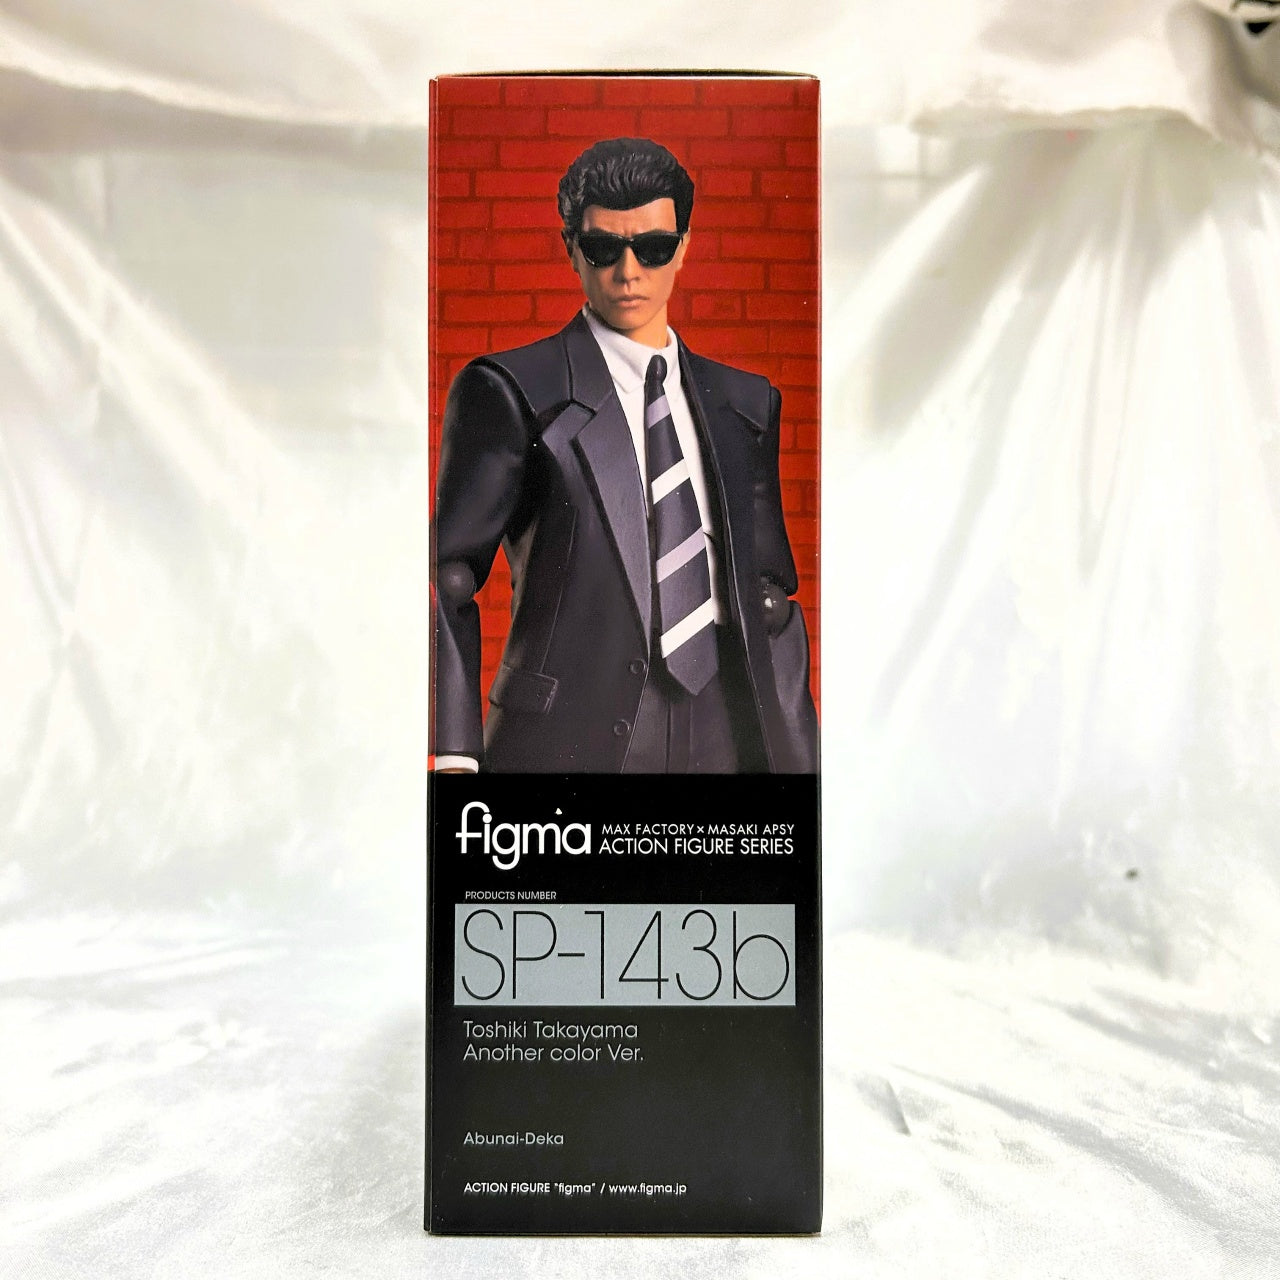 figma MAX FACTORY×MASAKI APSY
ACTION FIGURE SERIES
PRODUCTS NUMBER
SP-143b
Toshiki Takayama
Another color Ver.
Abunai-Deka
ACTION FIGURE "figma" / www.figma.jp